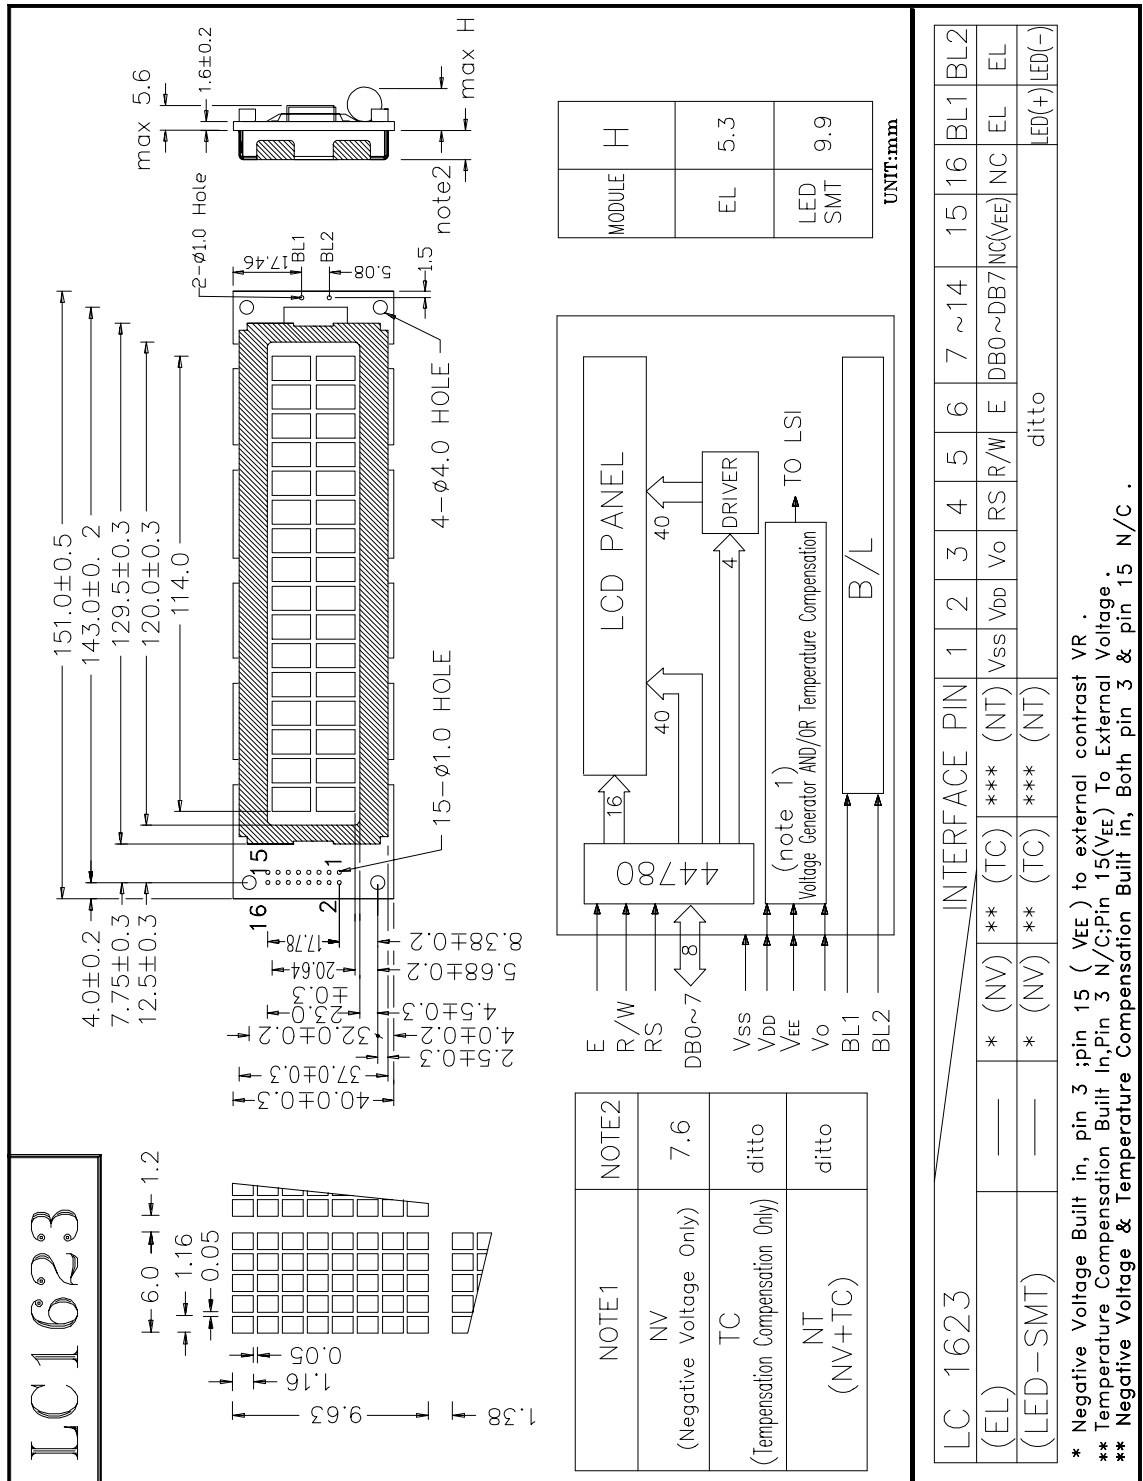 LC1623
151.0±0.5
143.0±0. 2
129.5±0.3
120.0±0.3
114.0
4.0±0.2
7.75±0.3
12.5±0.3
16
15
2
1
15-ø1.0 HOLE
4-ø4.0 HOLE
2-ø1.0 Hole
BL1
BL2
17.46
5.08
1.5
17.78
20.64
23.0
±0.3
32.0±0.2
37.0±0.3
40.0±0.3
8.38±0.2
5.68±0.2
4.5±0.3
4.0±0.2
2.5±0.3
max 5.6
1.6±0.2
note2
max H
6.0
1.2
1.16
0.05
0.05
1.16
9.63
1.38
NOTE1 NOTE2
NV
(Negative Voltage Only) 7.6
TC
(Tempensation Compensation Only) ditto
NT
(NV+TC) ditto
E
R/W
RS
DB0~7
VSS
VDD
VEE
Vo
BL1
BL2
8
44780
16
40
40
4
LCD PANEL
DRIVER
(note 1)
Voltage Generator AND/OR Temperature Compensation
TO LSI
B/L
MODULE H
EL 5.3
LED
SMT 9.9
UNIT:mm
LC 1623 INTERFACE PIN 1 2 3 4 5 6 7 ~14 15 16 BL1 BL2
(EL) — * (NV) ** (TC) *** (NT) VSS VDD Vo RS R/W E DB0~DB7 NC(VEE) NC EL EL
(LED-SMT) — * (NV) ** (TC) *** (NT) ditto LED(+) LED(-)
* Negative Voltage Built in, pin 3 ;pin 15 ( VEE ) to external contrast VR .
** Temperature Compensation Built In,Pin 3 N/C;Pin 15(VEE) To External Voltage .
** Negative Voltage & Temperature Compensation Built in, Both pin 3 & pin 15 N/C .